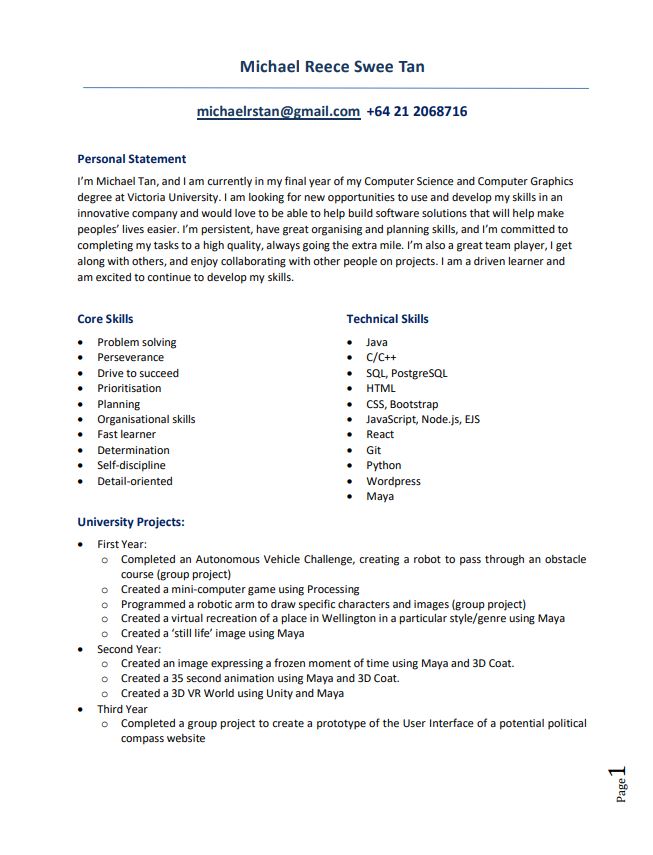 Michael Reece Swee Tan
michaelrstan@gmail.com +64 21 2068716
Personal Statement
I'm Michael Tan, and I am currently in my final year of my Computer Science and Computer Graphics
degree at Victoria University. I am looking for new opportunities to use and develop my skills in an
innovative company and would love to be able to help build software solutions that will help make
peoples' lives easier. I'm persistent, have great organising and planning skills, and I'm committed to
completing my tasks to a high quality, always going the extra mile. I'm also a great team player, I get
along with others, and enjoy collaborating with other people on projects. I am a driven learner and
am excited to continue to develop my skills.
Core Skills
• Problem solving
• Perseverance
• Drive to succeed
• Prioritisation
• Planning
• Organisational skills
• Fast learner
• Determination
• Self-discipline
• Detail-oriented
Technical Skills
• Java
• C/C++
• SQL, PostgreSQL
• HTML
• CSS, Bootstrap
• JavaScript, Node.js, EJS
• React
• Git
• Python
• Wordpress
• Maya
University Projects:
• First Year:
o Completed an Autonomous Vehicle Challenge, creating a robot to pass through an obstacle
course (group project)
o Created a mini-computer game using Processing
o Programmed a robotic arm to draw specific characters and images (group project)
o Created a virtual recreation of a place in Wellington in a particular style/genre using Maya
o Created a 'still life' image using Maya
• Second Year:
o Created an image expressing a frozen moment of time using Maya and 3D Coat.
o Created a 35 second animation using Maya and 3D Coat.
o Created a 3D VR World using Unity and Maya
• Third Year
o Completed a group project to create a prototype of the User Interface of a potential political
compass website
Page 1